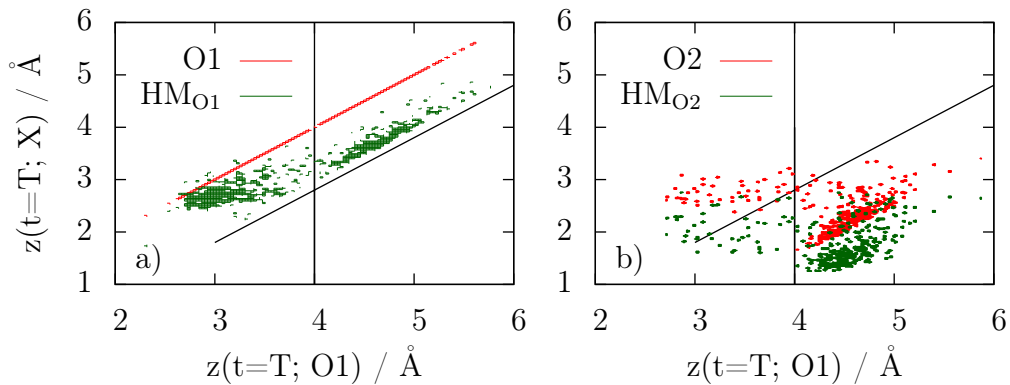 z(t=T; X) / Å
6
5
4
3
2
1
O1
HM_O1
a)
2 3 4 5 6
z(t=T; O1) / Å
6
5
4
3
2
1
O2
HM_O2
b)
2 3 4 5 6
z(t=T; O1) / Å